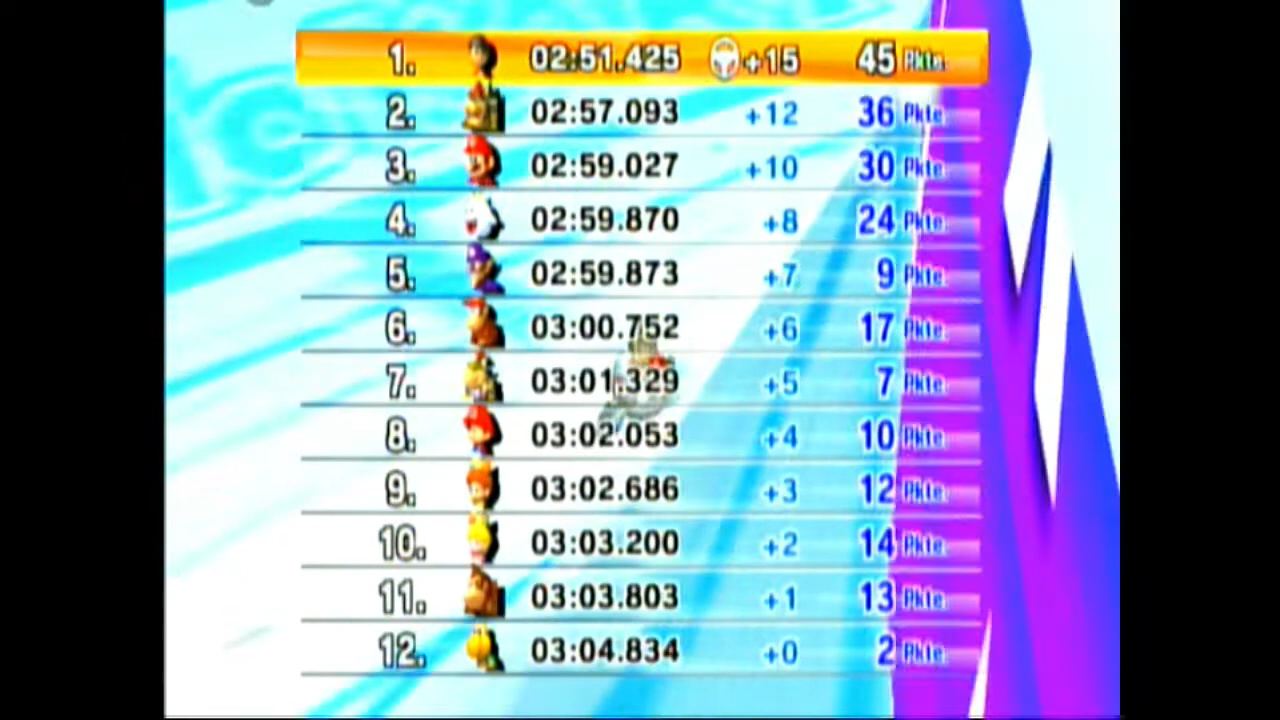 1. 02:51.425 +15 45 Pkte.
2. 02:57.093 +12 36 Pkte.
3. 02:59.027 +10 30 Pkte.
4. 02:59.870 +8 24 Pkte.
5. 02:59.873 +7 9 Pkte.
6. 03:00.752 +6 17 Pkte.
7. 03:01.329 +5 7 Pkte.
8. 03:02.053 +4 10 Pkte.
9. 03:02.686 +3 12 Pkte.
10. 03:03.200 +2 14 Pkte.
11. 03:03.803 +1 13 Pkte.
12. 03:04.834 +0 2 Pkte.